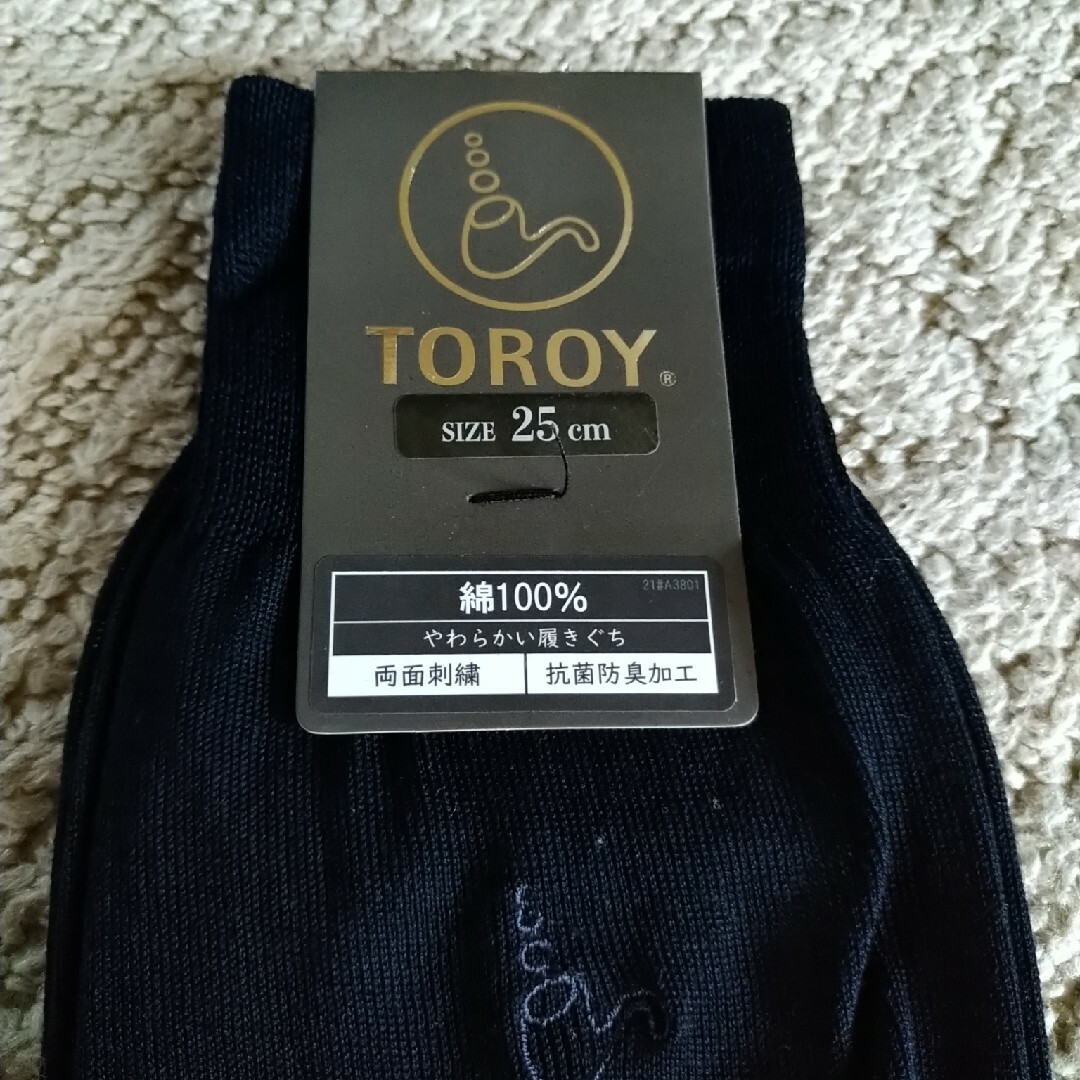 TOROY®
SIZE 25 cm
綿100% 21#A3801
やわらかい履きぐち
両面刺繍 抗菌防臭加工